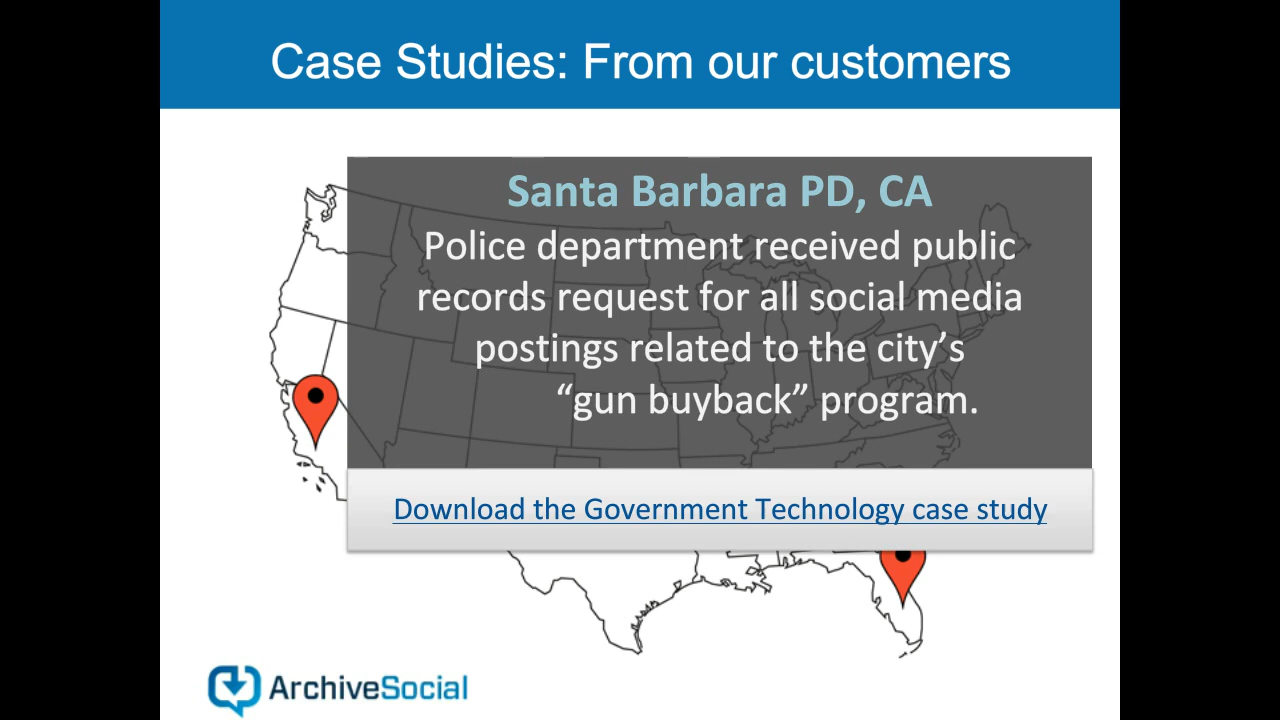 Case Studies: From our customers
Santa Barbara PD, CA
Police department received public
records request for all social media
postings related to the city’s
“gun buyback” program.
Download the Government Technology case study
ArchiveSocial